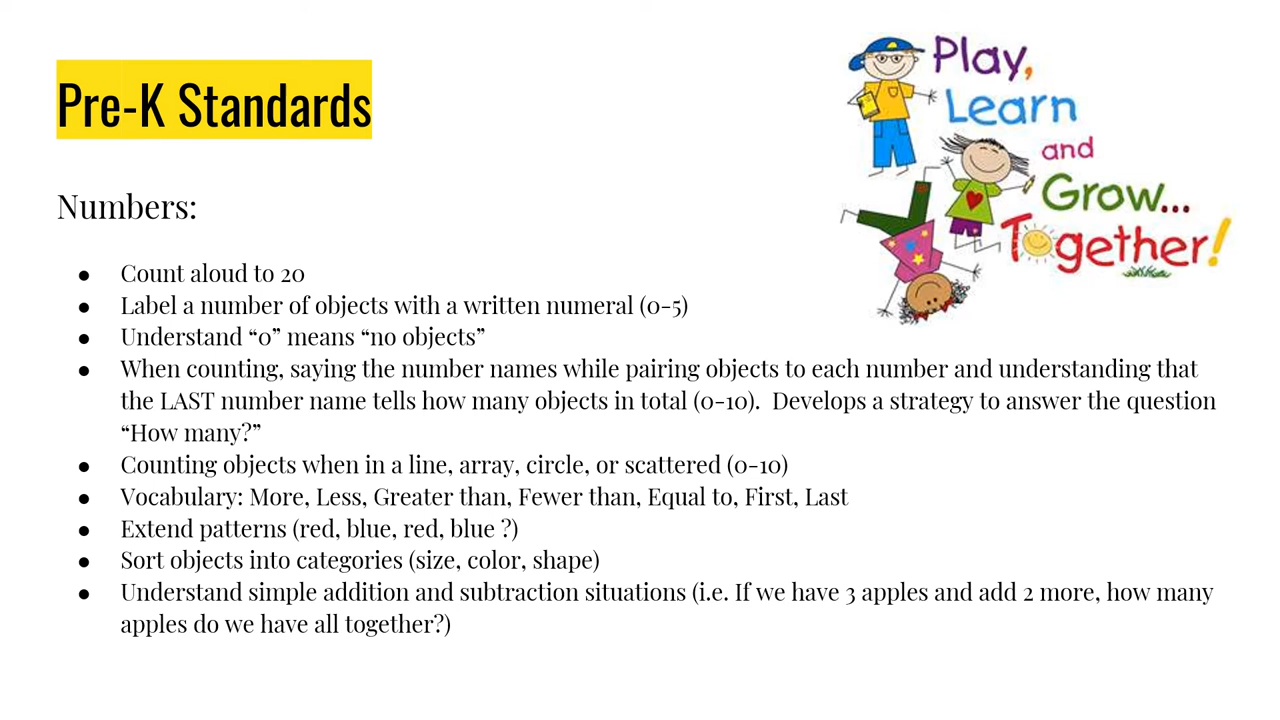 Pre-K Standards
Play,
Learn
and
Grow...
Together!
Numbers:
● Count aloud to 20
● Label a number of objects with a written numeral (0-5)
● Understand “0” means “no objects”
● When counting, saying the number names while pairing objects to each number and understanding that
the LAST number name tells how many objects in total (0-10).  Develops a strategy to answer the question
“How many?”
● Counting objects when in a line, array, circle, or scattered (0-10)
● Vocabulary: More, Less, Greater than, Fewer than, Equal to, First, Last
● Extend patterns (red, blue, red, blue ?)
● Sort objects into categories (size, color, shape)
● Understand simple addition and subtraction situations (i.e. If we have 3 apples and add 2 more, how many
apples do we have all together?)